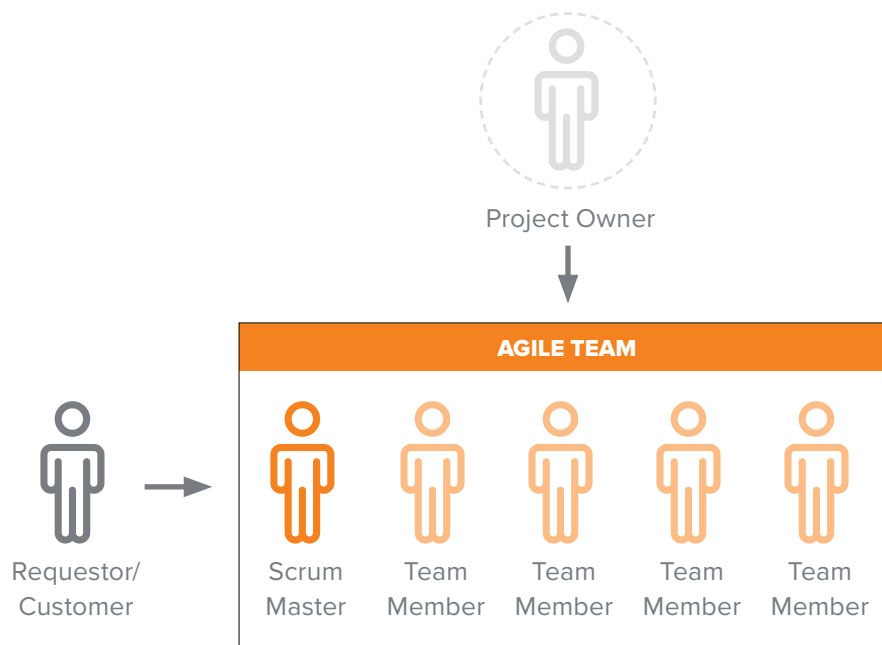 Project Owner
AGILE TEAM
Requestor/
Customer
Scrum
Master
Team
Member
Team
Member
Team
Member
Team
Member